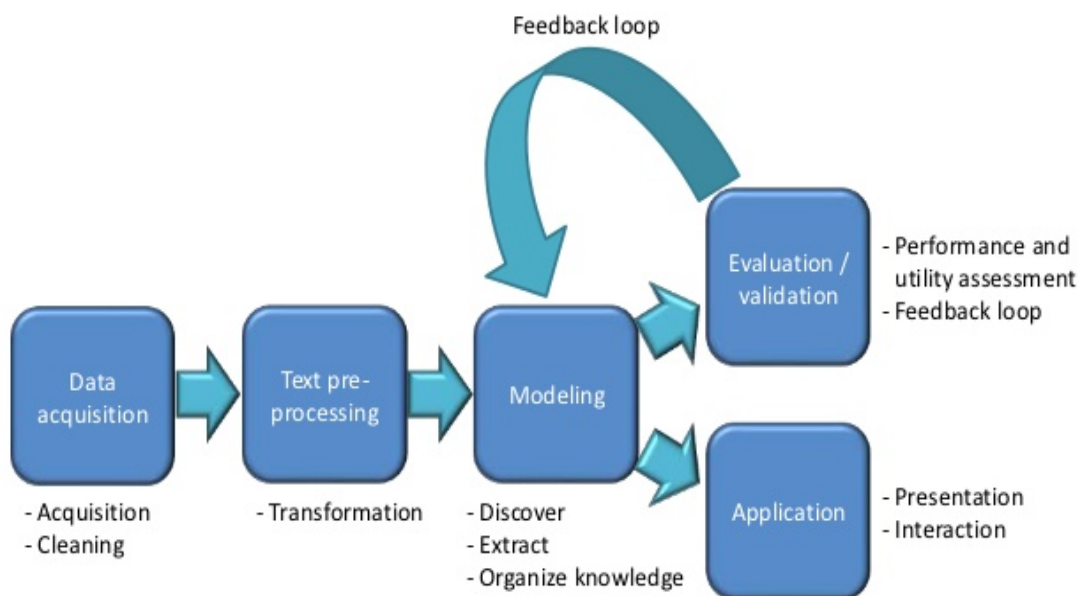 Feedback loop
Evaluation /
validation
- Performance and
utility assessment
- Feedback loop
Data
acquisition
- Acquisition
- Cleaning
Text pre-
processing
- Transformation
Modeling
- Discover
- Extract
- Organize knowledge
Application
- Presentation
- Interaction